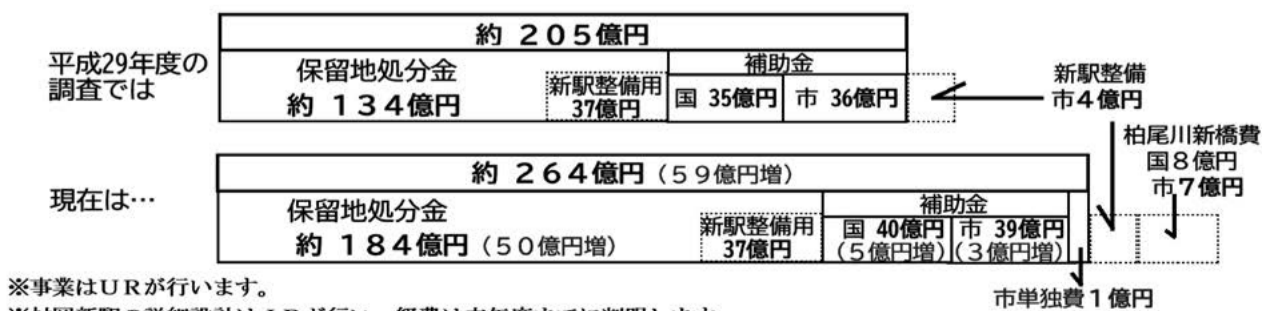 約 205億円
平成29年度の
調査では
保留地処分金
約 134億円
新駅整備用
37億円
補助金
国 35億円
市 36億円
新駅整備
市4億円
柏尾川新橋費
国8億円
市7億円
現在は…
約 264億円(59億円増)
保留地処分金
約 184億円(50億円増)
新駅整備用
37億円
補助金
国 40億円
(5億円増)
市 39億円
(3億円増)
市単独費1億円
※事業はURが行います。